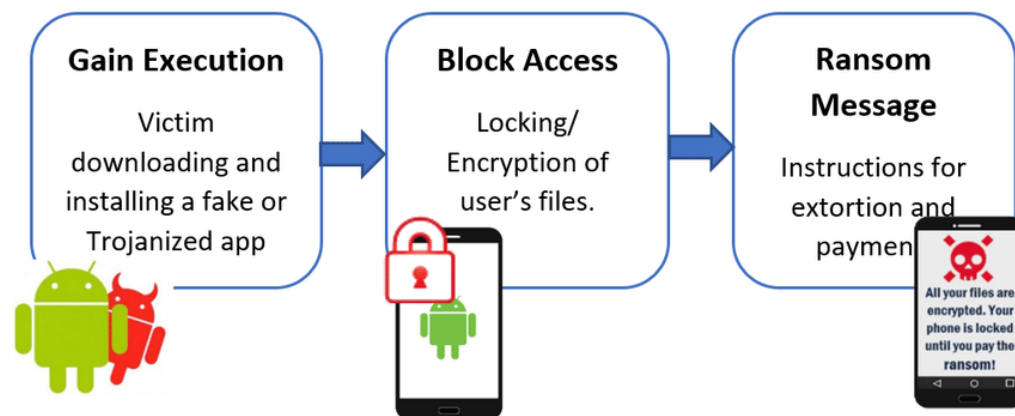 Gain Execution
Victim
downloading and
installing a fake or
Trojanized app
Block Access
Locking/
Encryption of
user's files.
Ransom
Message
Instructions for
extortion and
paymen
All your files are
encrypted. Your
phone is locked
until you pay the
ransom!